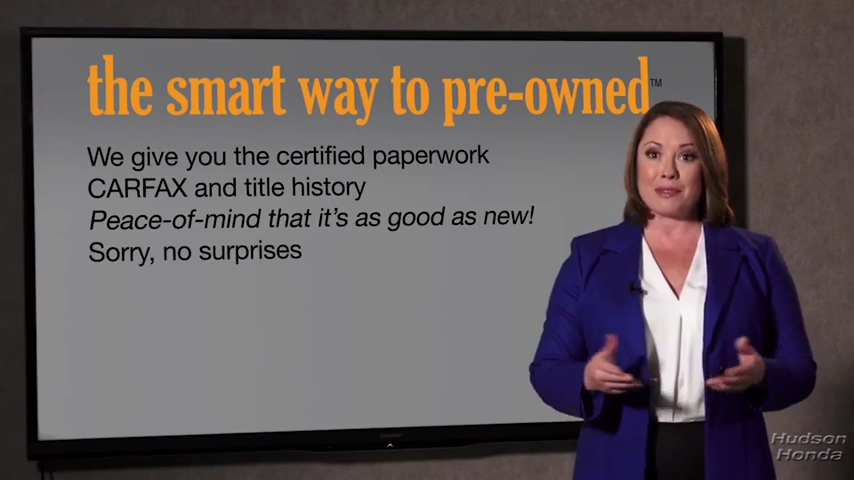 the smart way to pre-owned™
We give you the certified paperwork
CARFAX and title history
Peace-of-mind that it's as good as new!
Sorry, no surprises
Hudson
Honda